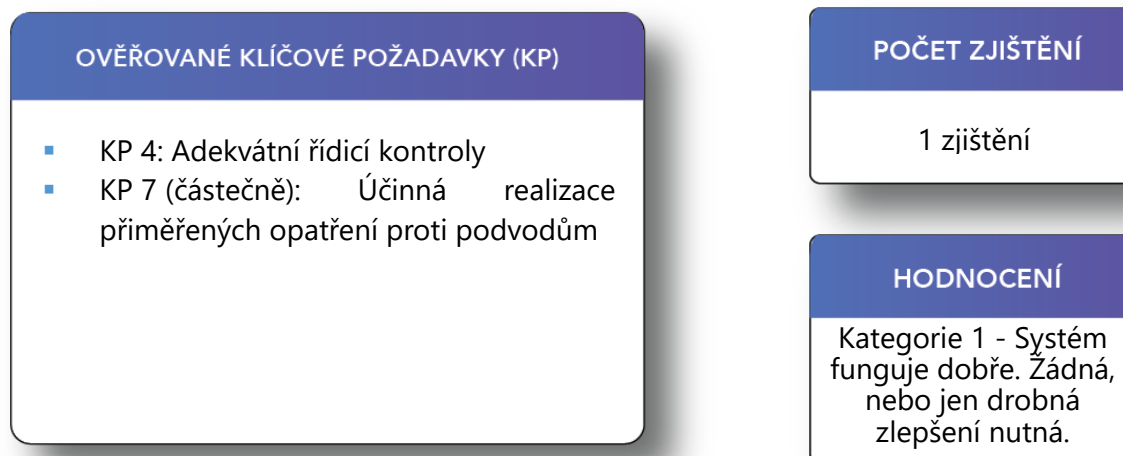 OVĚŘOVANÉ KLÍČOVÉ POŽADAVKY (KP)
▪ KP 4: Adekvátní řídicí kontroly
▪ KP 7 (částečně): Účinná realizace
přiměřených opatření proti podvodům
POČET ZJIŠTĚNÍ
1 zjištění
HODNOCENÍ
Kategorie 1 - Systém
funguje dobře. Žádná,
nebo jen drobná
zlepšení nutná.